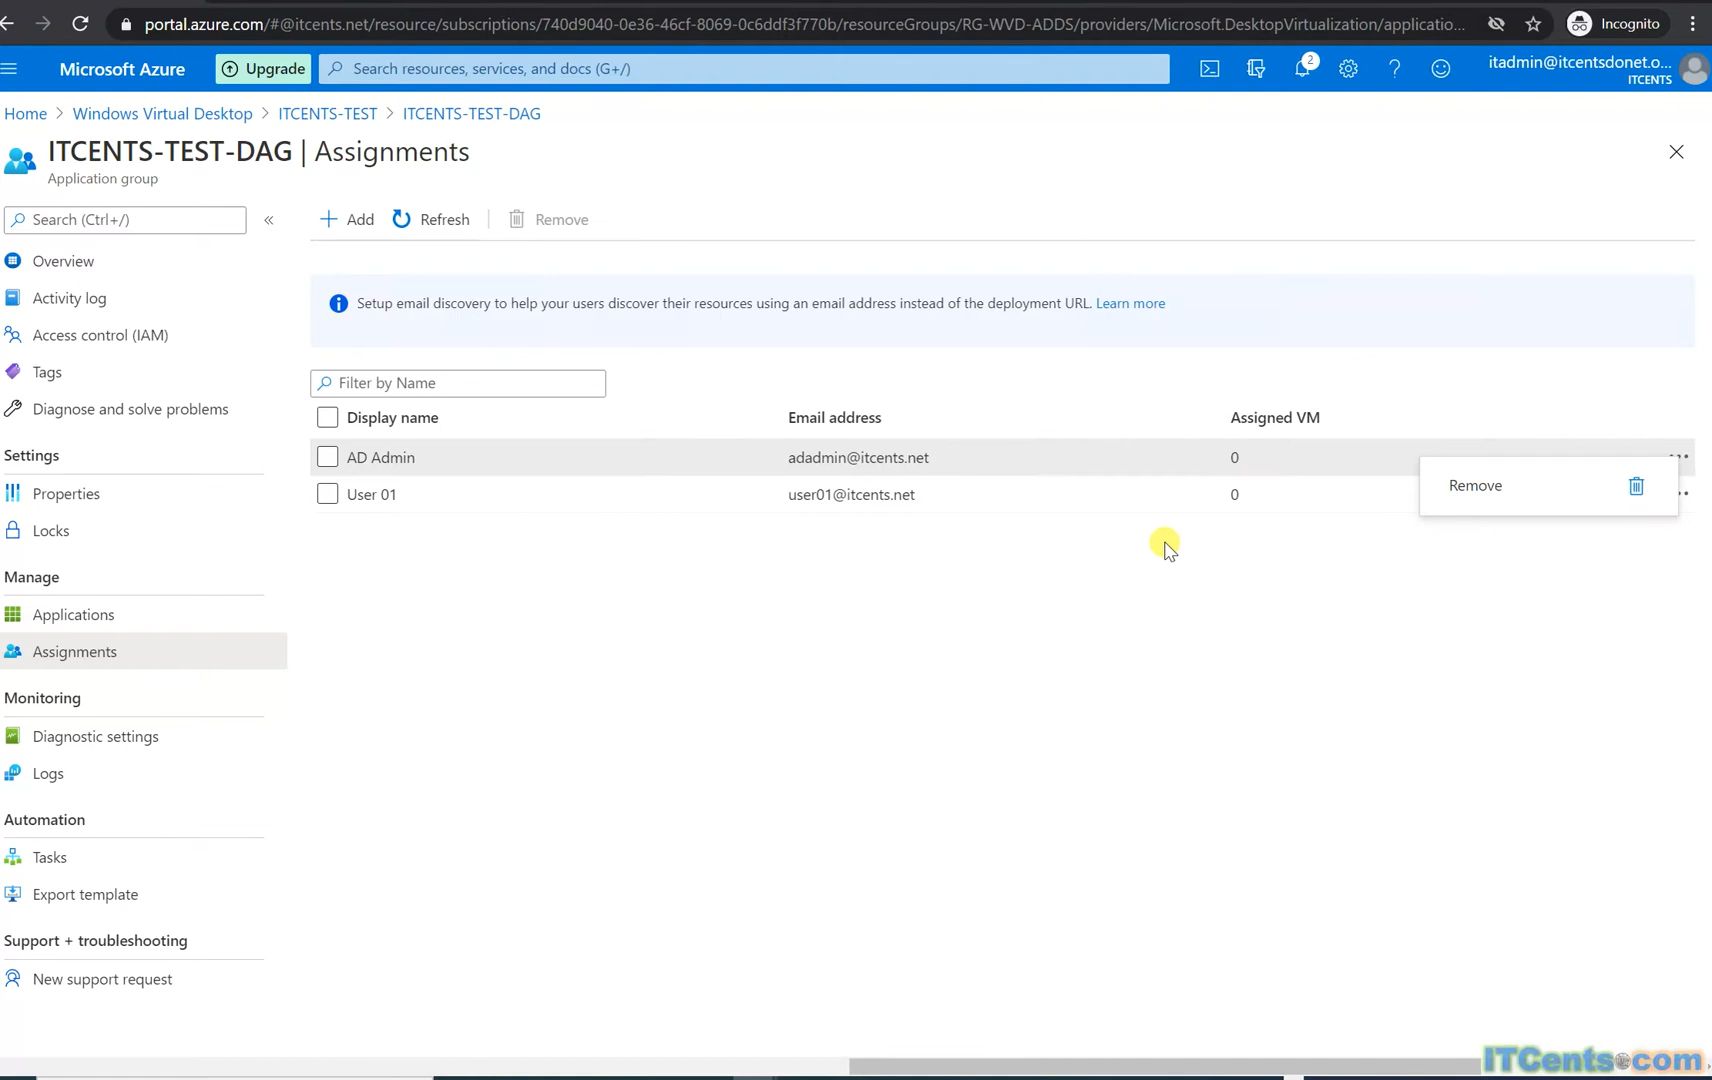 portal.azure.com/#@itcents.net/resource/subscriptions/740d9040-0e36-46cf-8069-0c6ddf3f770b/resourceGroups/RG-WVD-ADDS/providers/Microsoft.DesktopVirtualization/applicatio...
Incognito
Microsoft Azure
Upgrade
Search resources, services, and docs (G+/)
2
itadmin@itcentsdonet.o...
ITCENTS
Home > Windows Virtual Desktop > ITCENTS-TEST > ITCENTS-TEST-DAG
ITCENTS-TEST-DAG | Assignments
Application group
Search (Ctrl+/)
«
Add
Refresh
Remove
Overview
Activity log
Access control (IAM)
Tags
Diagnose and solve problems
Settings
Properties
Locks
Manage
Applications
Assignments
Monitoring
Diagnostic settings
Logs
Automation
Tasks
Export template
Support + troubleshooting
New support request
Setup email discovery to help your users discover their resources using an email address instead of the deployment URL. Learn more
Filter by Name
Display name Email address Assigned VM
AD Admin adadmin@itcents.net 0
User 01 user01@itcents.net 0
Remove
ITCents.com